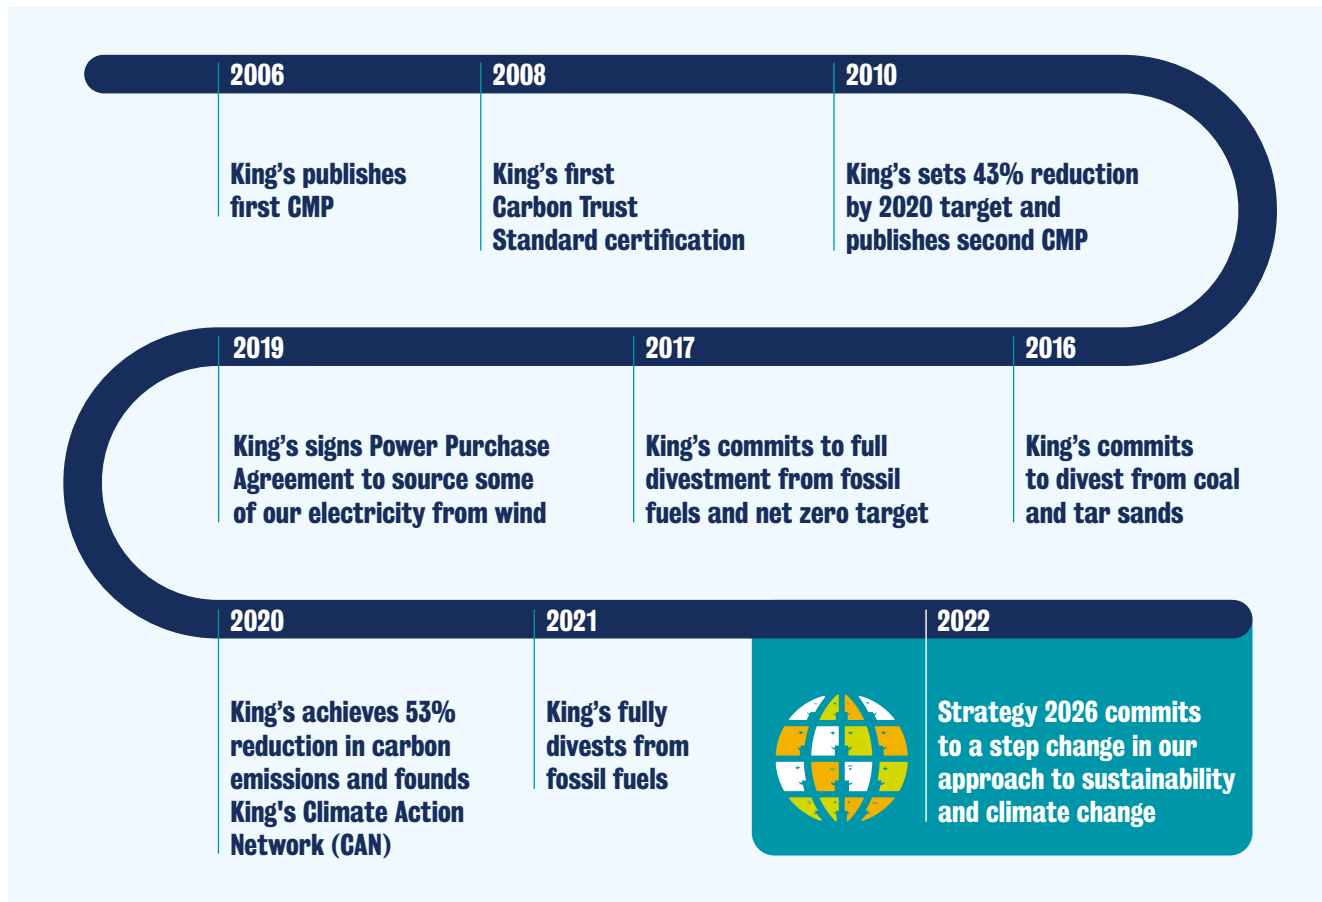 2006
King’s publishes
first CMP
2008
King’s first
Carbon Trust
Standard certification
2010
King’s sets 43% reduction
by 2020 target and
publishes second CMP
2016
King’s commits
to divest from coal
and tar sands
2017
King’s commits to full
divestment from fossil
fuels and net zero target
2019
King’s signs Power Purchase
Agreement to source some
of our electricity from wind
2020
King’s achieves 53%
reduction in carbon
emissions and founds
King's Climate Action
Network (CAN)
2021
King’s fully
divests from
fossil fuels
2022
Strategy 2026 commits
to a step change in our
approach to sustainability
and climate change